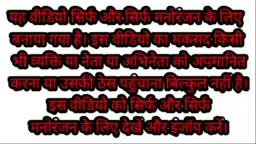 यह वीडियो सिर्फ और सिर्फ मनोरंजन के लिए
बनाया गया है। इस वीडियो का मकसद किसी
भी व्यक्ति या नेता या अभिनेता को अपमानित
करना या उसकी ठेस पहुंचाना बिल्कुल नहीं है।
इस वीडियो को सिर्फ और सिर्फ
मनोरंजन के लिए देखें और इंजॉय करें।